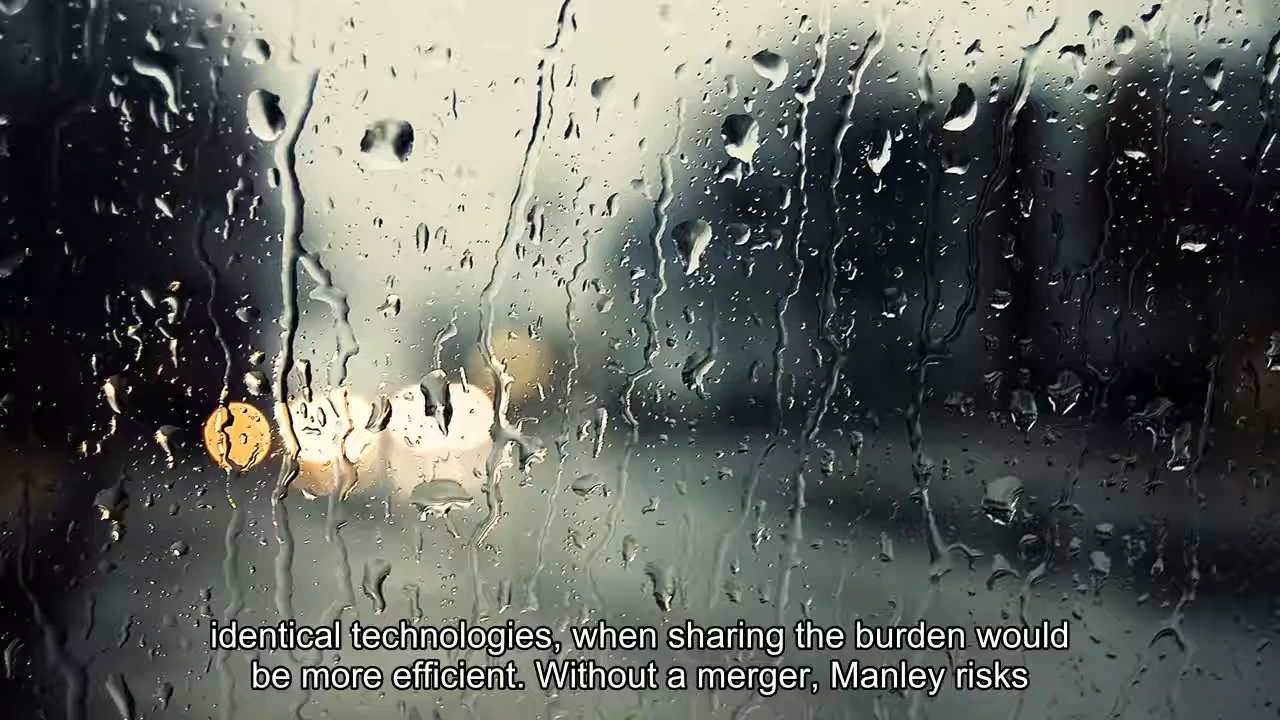 identical technologies, when sharing the burden would
be more efficient. Without a merger, Manley risks